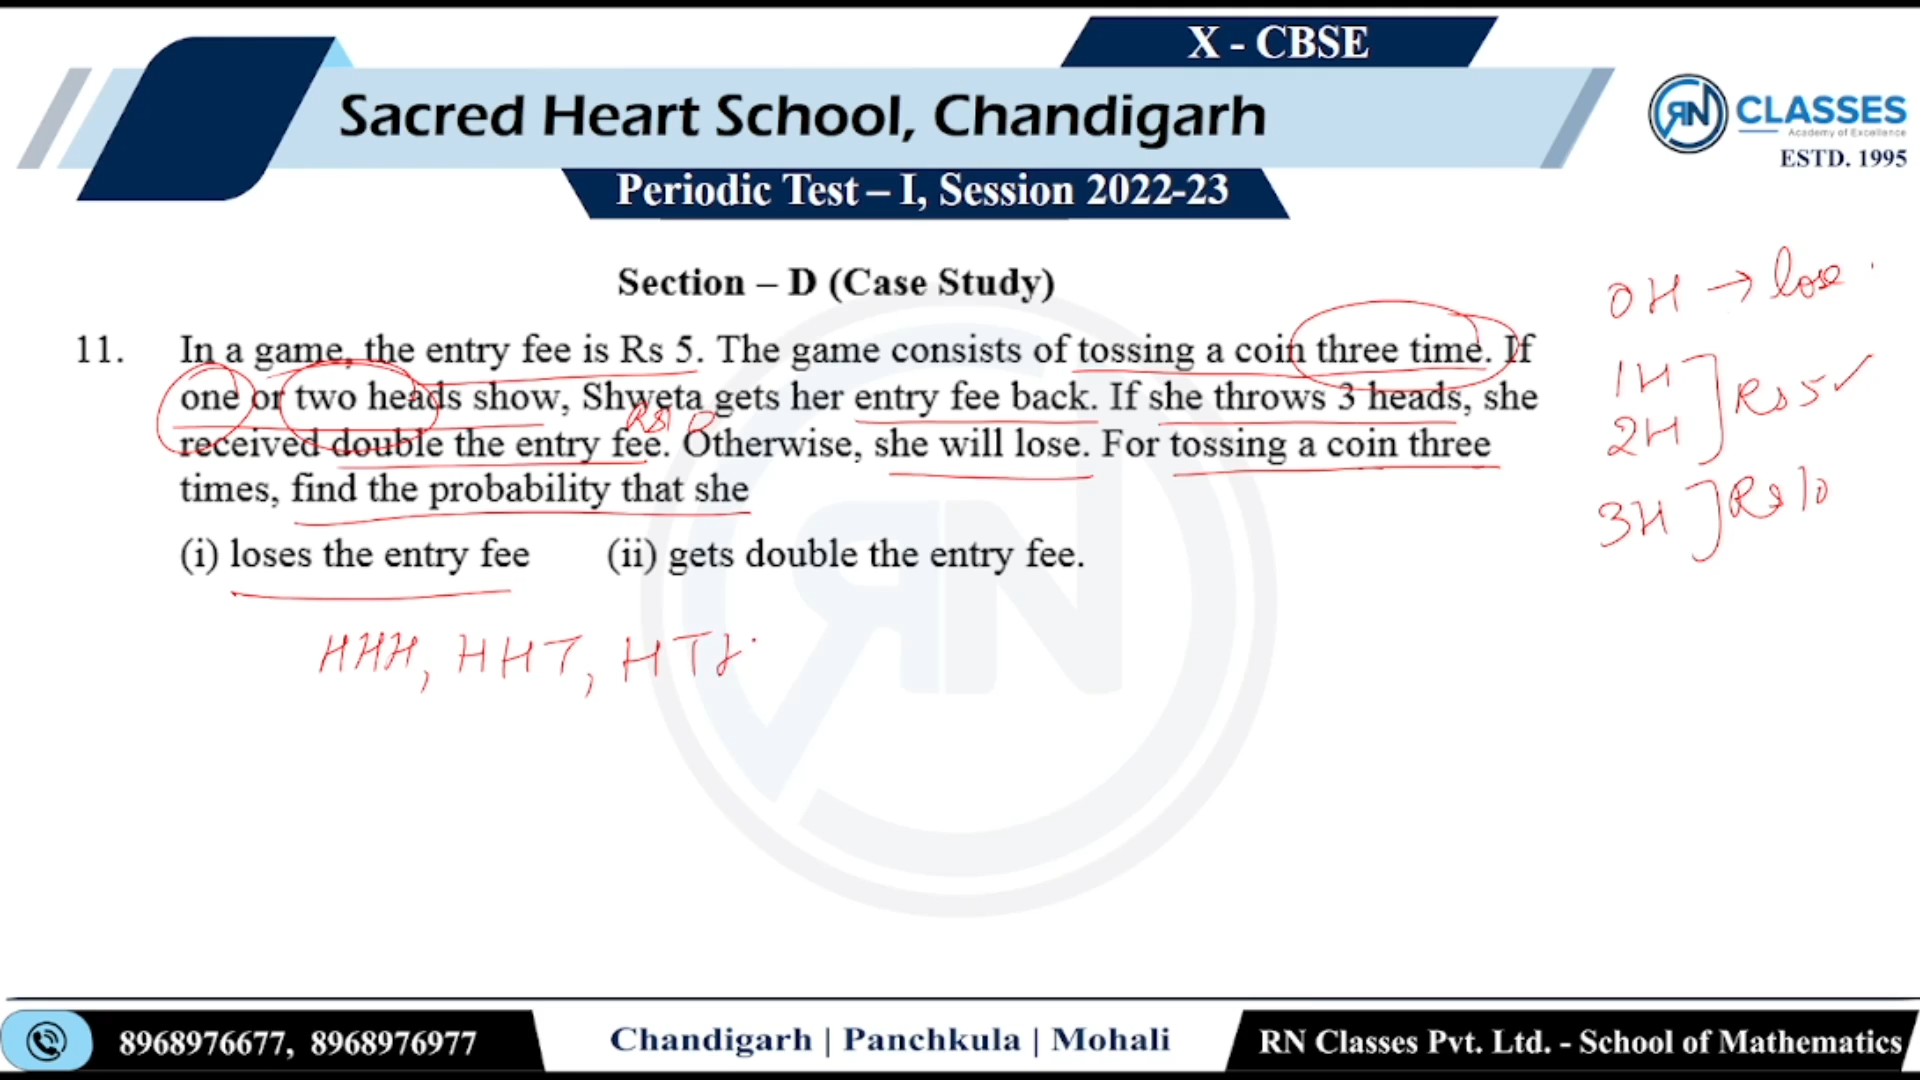 X - CBSE
Sacred Heart School, Chandigarh
RN CLASSES
Academy of Excellence
ESTD. 1995
Periodic Test – I, Session 2022-23
Section – D (Case Study)
11. In a game, the entry fee is Rs 5. The game consists of tossing a coin three time. If
one or two heads show, Shweta gets her entry fee back. If she throws 3 heads, she
Rs10
received double the entry fee. Otherwise, she will lose. For tossing a coin three
times, find the probability that she
(i) loses the entry fee (ii) gets double the entry fee.
0H → lose
1H
2H ] Rs 5 ✓
3H ] Rs 10
HHH, HHT, HT
RN
8968976677, 8968976977
Chandigarh | Panchkula | Mohali
RN Classes Pvt. Ltd. - School of Mathematics